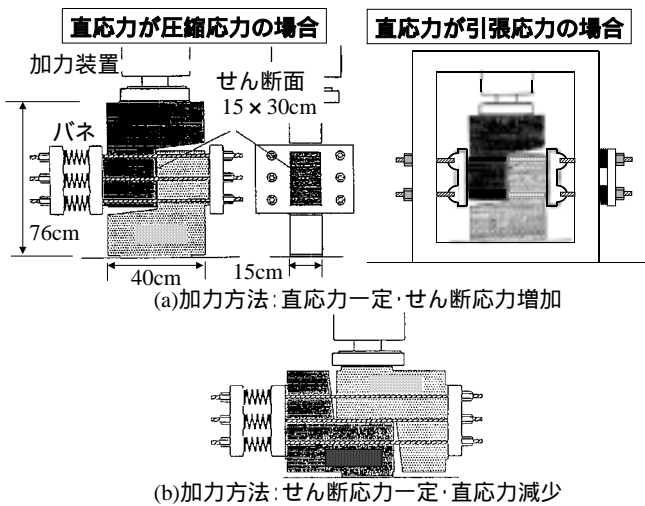 直応力が圧縮応力の場合
直応力が引張応力の場合
加力装置
せん断面
15×30cm
バネ
76cm
40cm
15cm
(a)加力方法:直応力一定·せん断応力増加
(b)加力方法:せん断応力一定·直応力減少